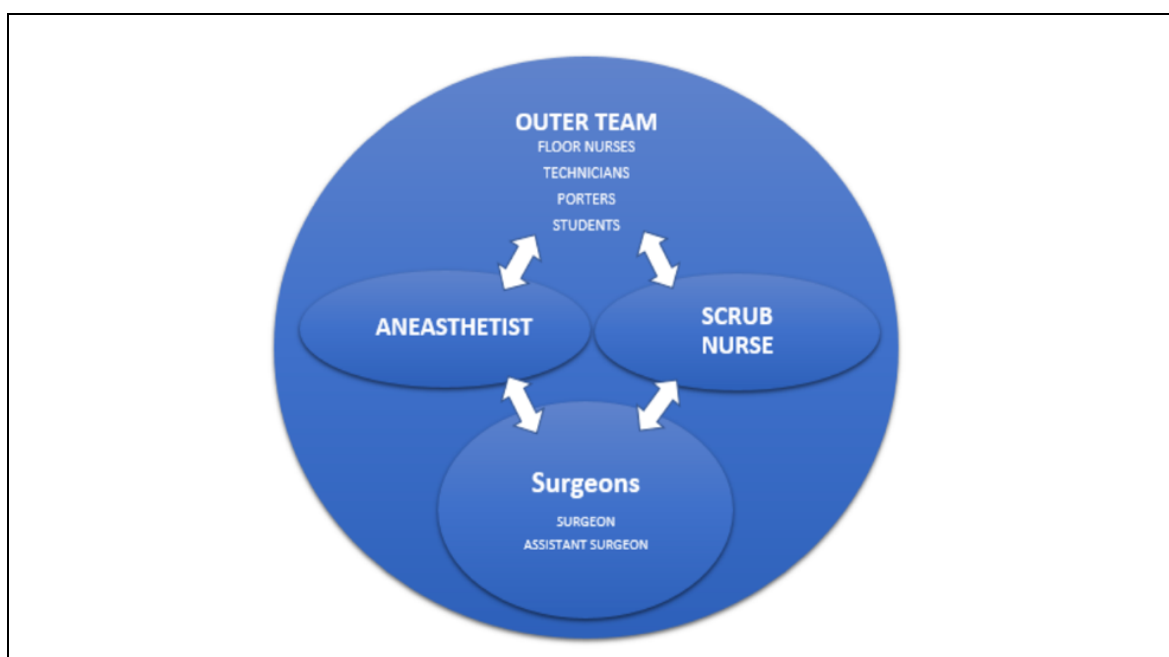 OUTER TEAM
FLOOR NURSES
TECHNICIANS
PORTERS
STUDENTS
ANEASTHETIST
SCRUB
NURSE
Surgeons
SURGEON
ASSISTANT SURGEON